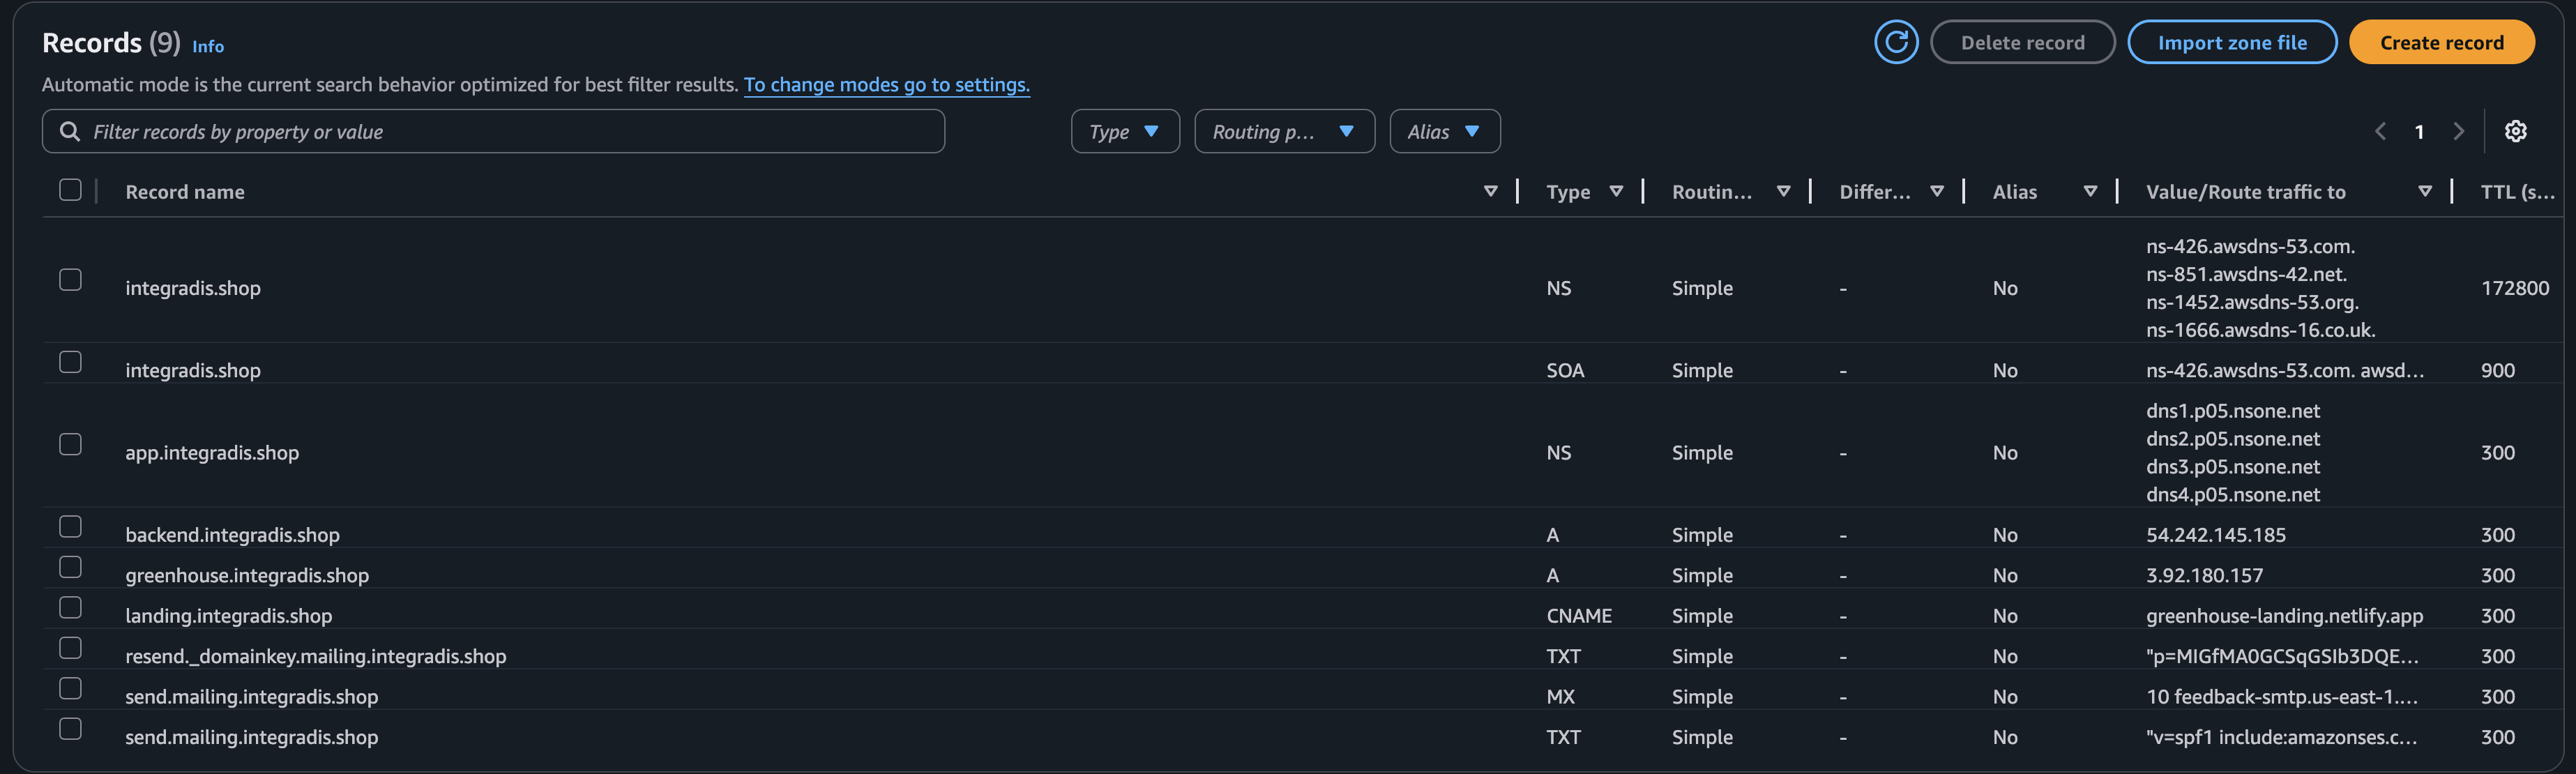 Records (9) Info
Delete record
Import zone file
Create record
Automatic mode is the current search behavior optimized for best filter results. To change modes go to settings.
Filter records by property or value
Type
Routing p...
Alias
1
Record name Type Routin... Differ... Alias Value/Route traffic to TTL (s...
integradis.shop NS Simple - No ns-426.awsdns-53.com.
ns-851.awsdns-42.net.
ns-1452.awsdns-53.org.
ns-1666.awsdns-16.co.uk.
172800
integradis.shop SOA Simple - No ns-426.awsdns-53.com. awsd... 900
app.integradis.shop NS Simple - No dns1.p05.nsone.net
dns2.p05.nsone.net
dns3.p05.nsone.net
dns4.p05.nsone.net
300
backend.integradis.shop A Simple - No 54.242.145.185 300
greenhouse.integradis.shop A Simple - No 3.92.180.157 300
landing.integradis.shop CNAME Simple - No greenhouse-landing.netlify.app 300
resend._domainkey.mailing.integradis.shop TXT Simple - No "p=MIGfMA0GCSqGSIb3DQE... 300
send.mailing.integradis.shop MX Simple - No 10 feedback-smtp.us-east-1.... 300
send.mailing.integradis.shop TXT Simple - No "v=spf1 include:amazonses.c... 300